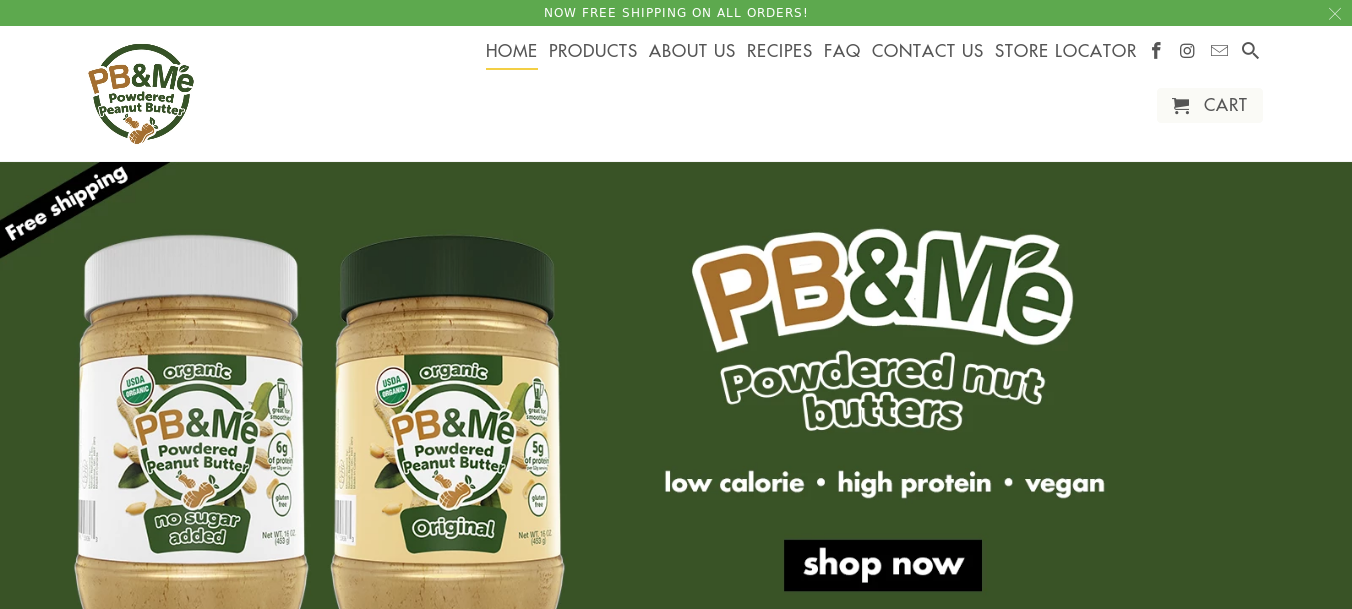 NOW FREE SHIPPING ON ALL ORDERS!
PB&Me
Powdered
Peanut Butter
HOME PRODUCTS ABOUT US RECIPES FAQ CONTACT US STORE LOCATOR
CART
Free shipping
organic
USDA
ORGANIC
great for
smoothies
PB&Me
Powdered
Peanut Butter
6g
of protein
gluten
free
no sugar
added
Net WT. 16 OZ.
(453 g)
organic
USDA
ORGANIC
great for
smoothies
PB&Me
Powdered
Peanut Butter
5g
of protein
gluten
free
Original
Net WT. 16 OZ.
(453 g)
PB&Me
Powdered nut
butters
low calorie • high protein • vegan
shop now